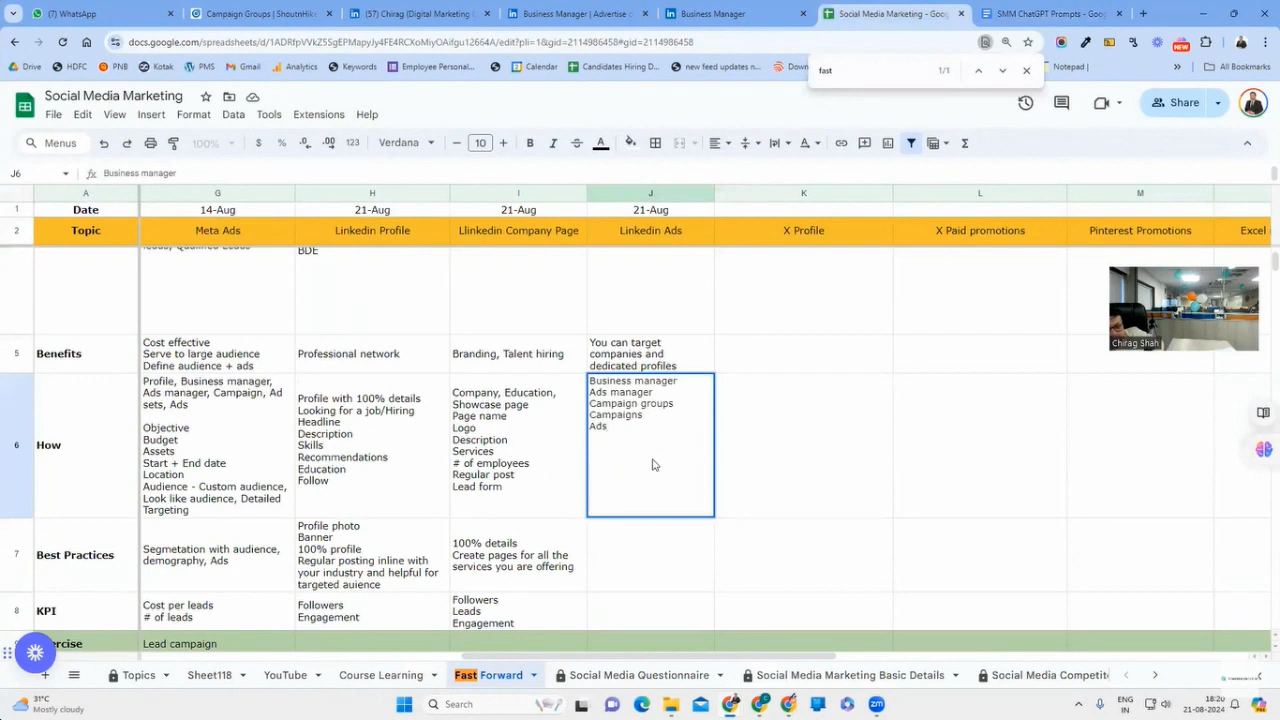 (7) WhatsApp
Campaign Groups | ShoutnHike
(57) Chirag (Digital Marketing E
Business Manager | Advertise o
Business Manager
Social Media Marketing - Goog
SMM ChatGPT Prompts - Goog
docs.google.com/spreadsheets/d/1ADRfpVVkZ5SgEPMapyJy4FE4RCXoMiyOAifgu12664A/edit?pli=1&gid=2114986458#gid=2114986458
NEW
Drive
HDFC
PNB
Kotak
PMS
Gmail
Analytics
Keywords
Employee Personal...
Calendar
Candidates Hiring D...
new feed updates n...
Down
Notepad |
All Bookmarks
fast
1/1
Social Media Marketing
File Edit View Insert Format Data Tools Extensions Help
Share
Menus
100%
$ % .0 .00 123
Verdana
10
B I A
J6
Business manager
A G H I J K L M
1 Date 14-Aug 21-Aug 21-Aug 21-Aug
2 Topic Meta Ads Linkedin Profile Llinkedin Company Page Linkedin Ads X Profile X Paid promotions Pinterest Promotions Excel
leads, Qualified Leads
BDE
5 Benefits
Cost effective
Serve to large audience
Define audience + ads
Professional network
Branding, Talent hiring
You can target
companies and
dedicated profiles
6 How
Profile, Business manager,
Ads manager, Campaign, Ad
sets, Ads
Objective
Budget
Assets
Start + End date
Location
Audience - Custom audience,
Look like audience, Detailed
Targeting
Profile with 100% details
Looking for a job/Hiring
Headline
Description
Skills
Recommendations
Education
Follow
Company, Education,
Showcase page
Page name
Logo
Description
Services
# of employees
Regular post
Lead form
Business manager
Ads manager
Campaign groups
Campaigns
Ads
Chirag Shah
7 Best Practices
Segmetation with audience,
demography, Ads
Profile photo
Banner
100% profile
Regular posting inline with
your industry and helpful for
targeted auience
100% details
Create pages for all the
services you are offering
8 KPI
Cost per leads
# of leads
Followers
Engagement
Followers
Leads
Engagement
ercise Lead campaign
Topics
Sheet118
YouTube
Course Learning
Fast Forward
Social Media Questionnaire
Social Media Marketing Basic Details
Social Media Competit
31°C
Mostly cloudy
Search
ENG
IN
18:20
21-08-2024